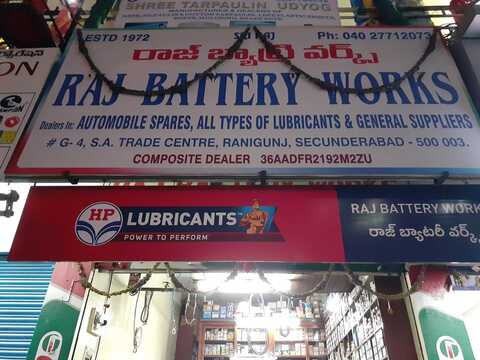 SHREE TARPAULIN UDYOG
ESTD 1972
Ph: 040 27712073
రాజ్ బ్యాటరీ వర్క్స్
RAJ BATTERY WORKS
Dealers in: AUTOMOBILE SPARES, ALL TYPES OF LUBRICANTS & GENERAL SUPPLIERS
# G- 4, S.A. TRADE CENTRE, RANIGUNJ, SECUNDERABAD - 500 003.
COMPOSITE DEALER 36AADFR2192M2ZU
HP
LUBRICANTS
POWER TO PERFORM
RAJ BATTERY WORK
రాజ్ బ్యాటరీ వర్క్స్